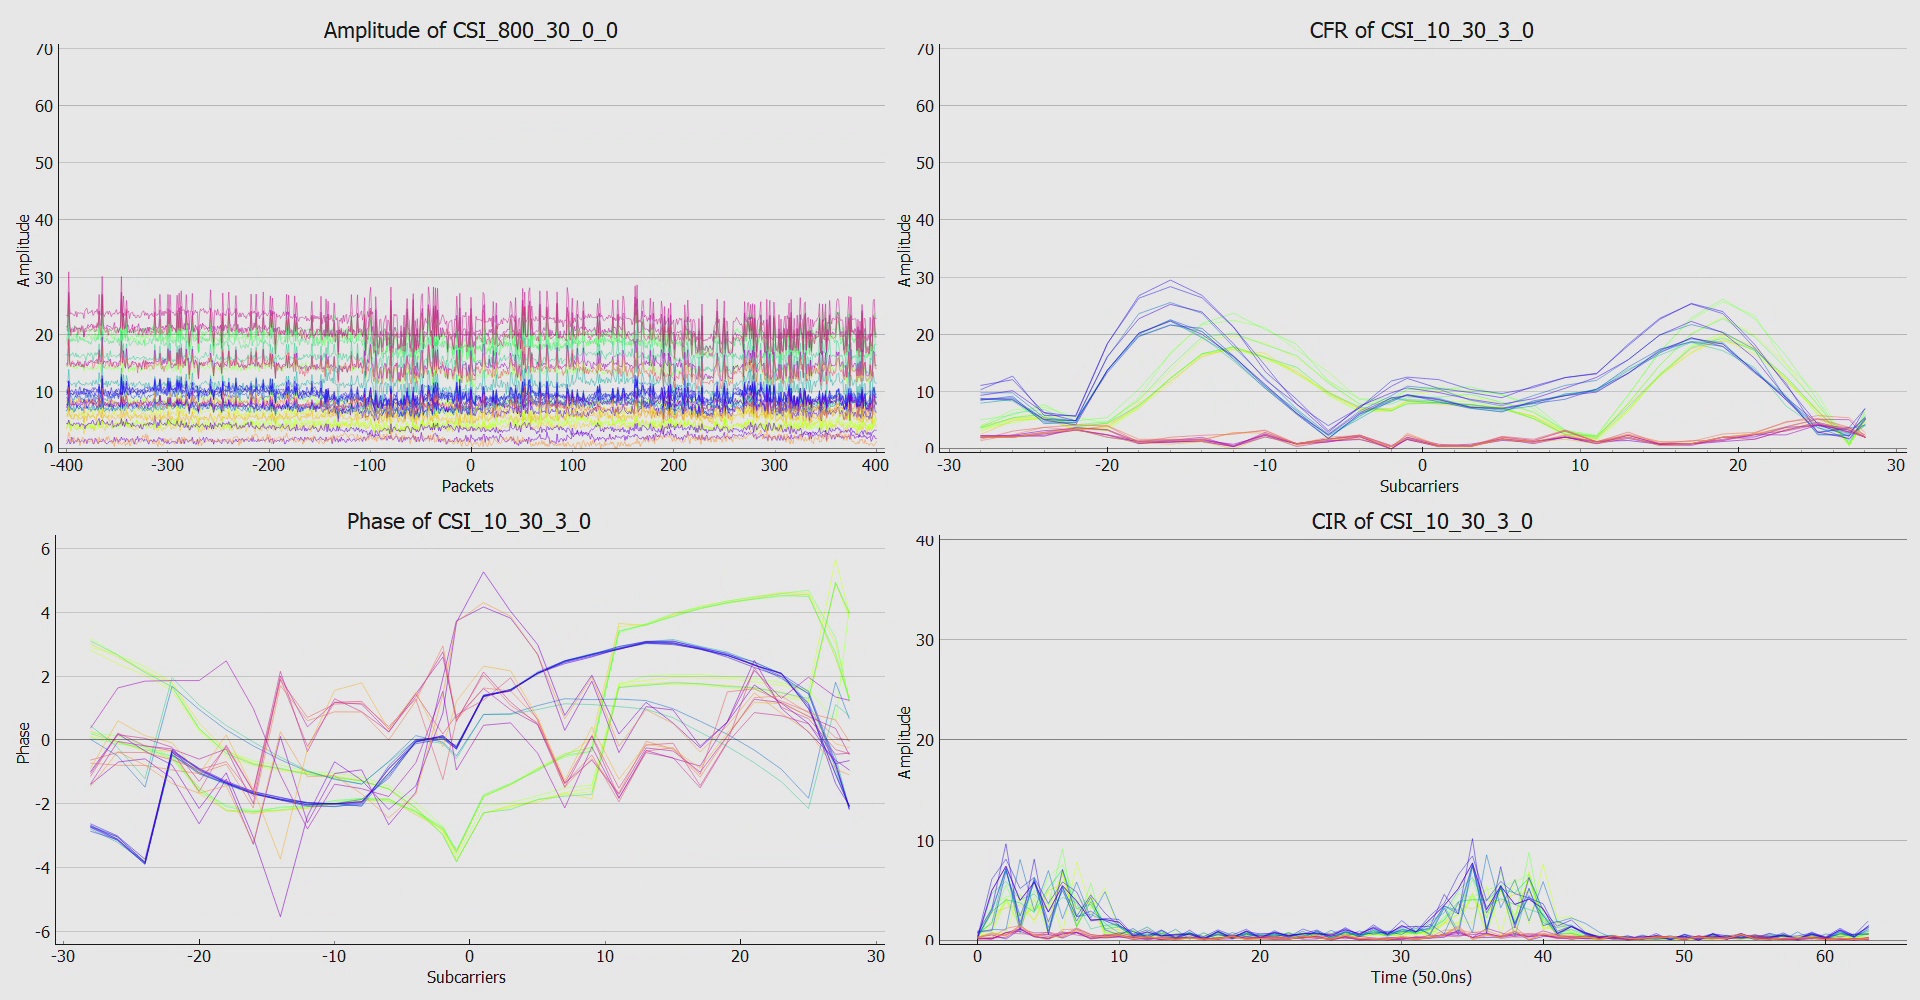 Amplitude of CSI_800_30_0_0
70
60
50
40
30
20
10
0
Amplitude
-400 -300 -200 -100 0 100 200 300 400
Packets
CFR of CSI_10_30_3_0
70
60
50
40
30
20
10
0
Amplitude
-30 -20 -10 0 10 20 30
Subcarriers
Phase of CSI_10_30_3_0
6
4
2
0
-2
-4
-6
Phase
-30 -20 -10 0 10 20 30
Subcarriers
CIR of CSI_10_30_3_0
40
30
20
10
0
Amplitude
0 10 20 30 40 50 60
Time (50.0ns)